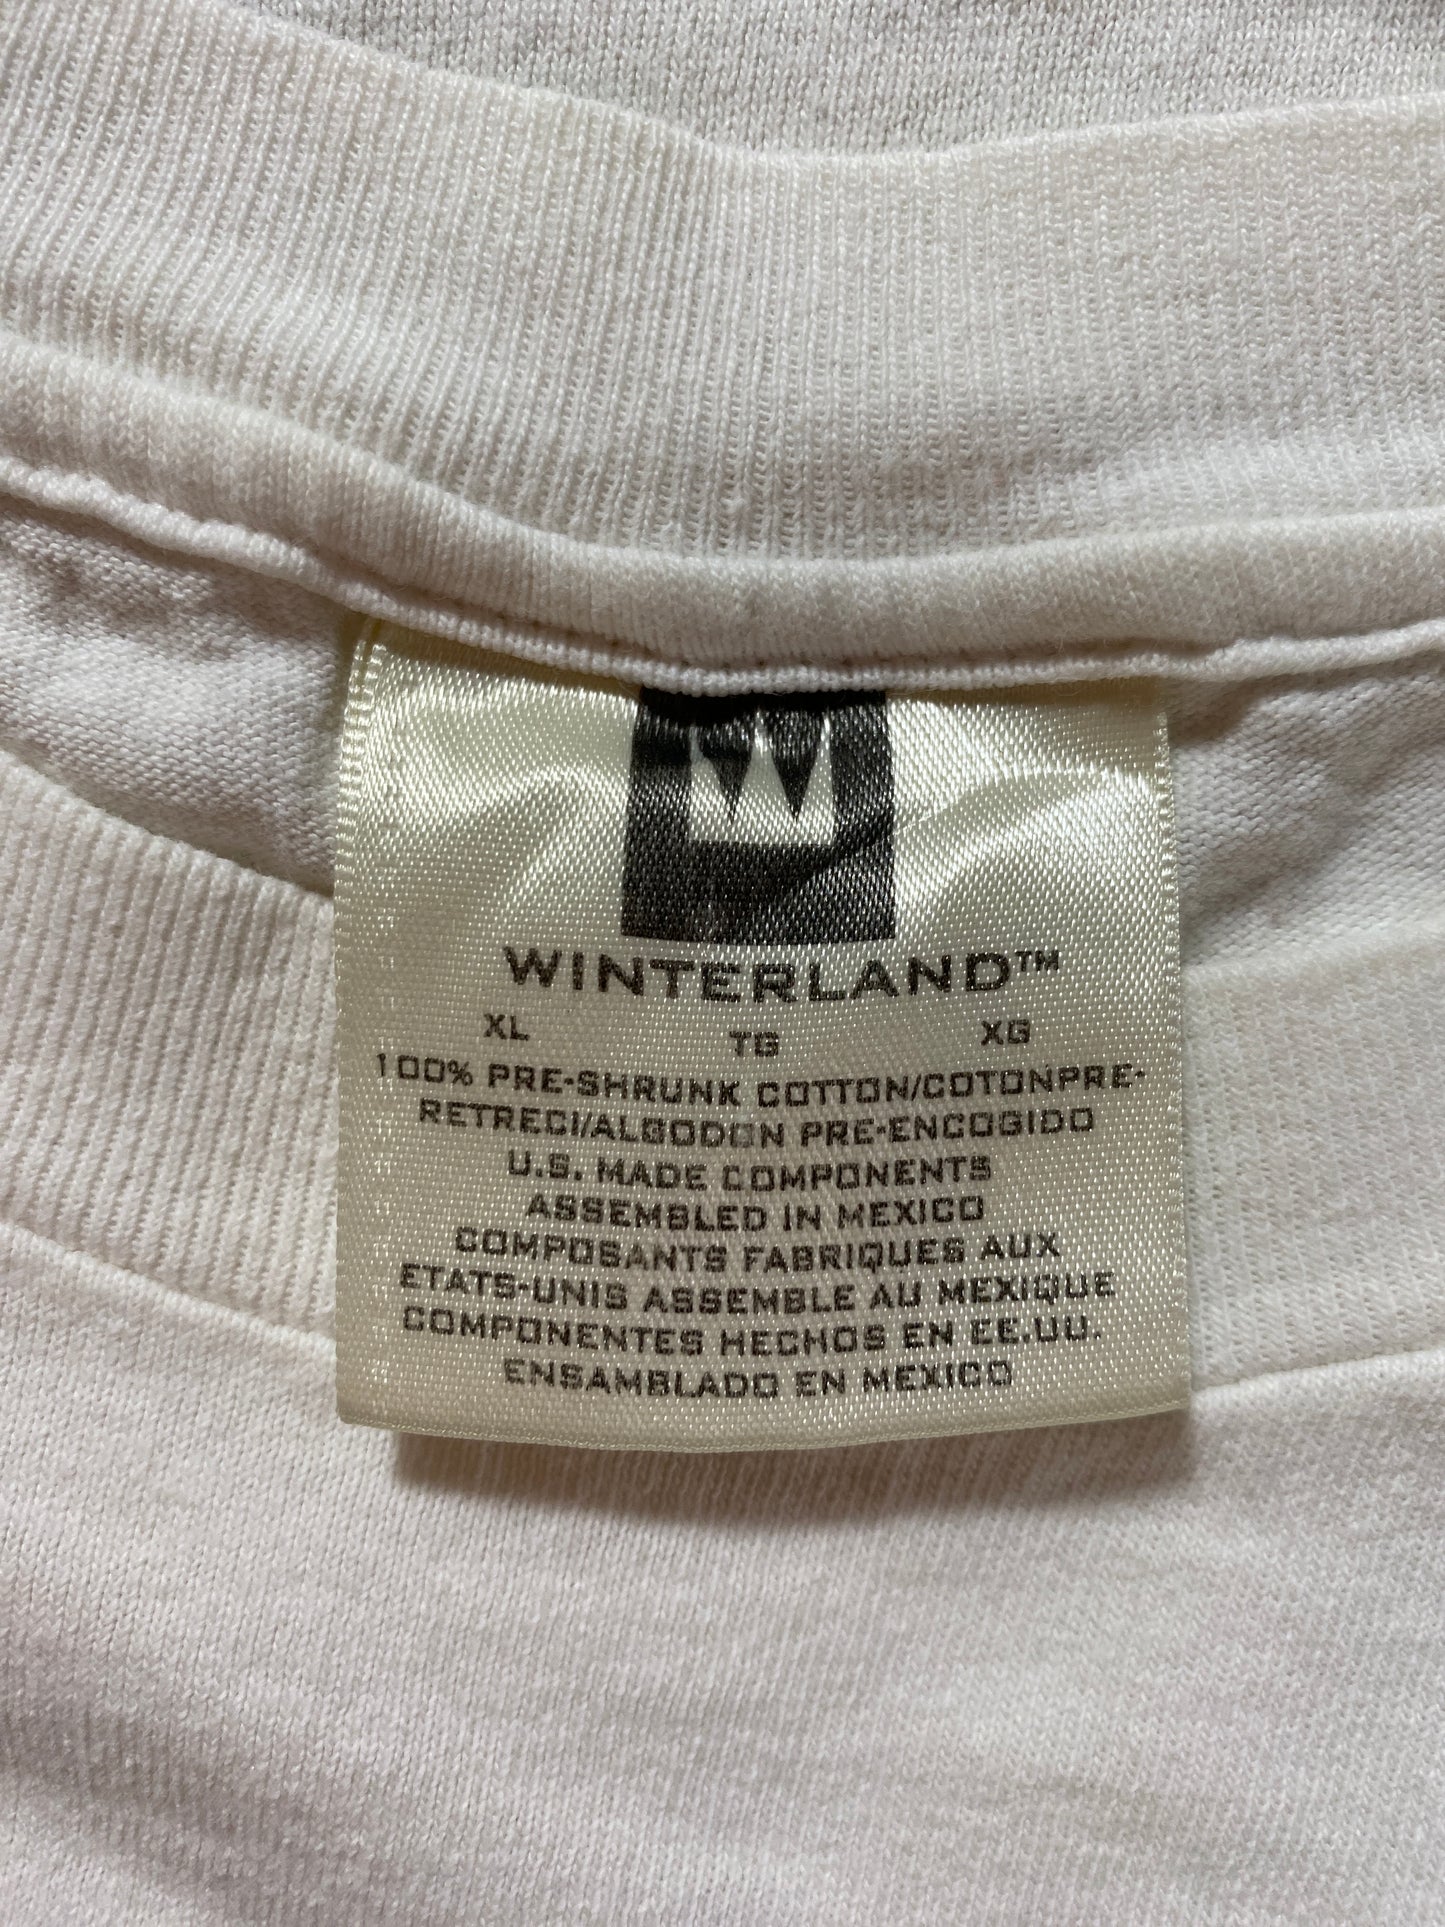 WINTERLAND™
XL TG XG
100% PRE-SHRUNK COTTON/COTONPRE-
RETRECI/ALGODON PRE-ENCOGIDO
U.S. MADE COMPONENTS
ASSEMBLED IN MEXICO
COMPOSANTS FABRIQUES AUX
ETATS-UNIS ASSEMBLE AU MEXIQUE
COMPONENTES HECHOS EN EE.UU.
ENSAMBLADO EN MEXICO